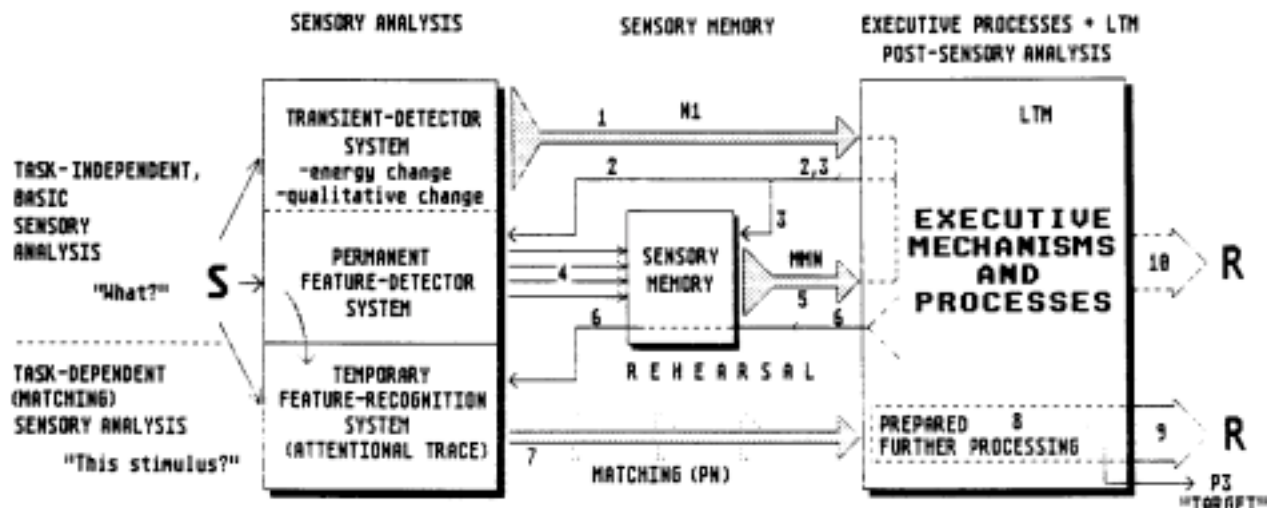 SENSORY ANALYSIS
SENSORY MEMORY
EXECUTIVE PROCESSES + LTM
POST-SENSORY ANALYSIS
TASK-INDEPENDENT,
BASIC
SENSORY
ANALYSIS
"What?"
S
TASK-DEPENDENT
(MATCHING)
SENSORY ANALYSIS
"This stimulus?"
TRANSIENT-DETECTOR
SYSTEM
-energy change
-qualitative change
PERMANENT
FEATURE-DETECTOR
SYSTEM
TEMPORARY
FEATURE-RECOGNITION
SYSTEM
(ATTENTIONAL TRACE)
1
N1
2
2,3
3
4
SENSORY
MEMORY
MMN
5
6
6
REHEARSAL
7
MATCHING (PN)
LTM
EXECUTIVE
MECHANISMS
AND
PROCESSES
PREPARED 8
FURTHER PROCESSING
10
R
9
R
P3
"TARGET"